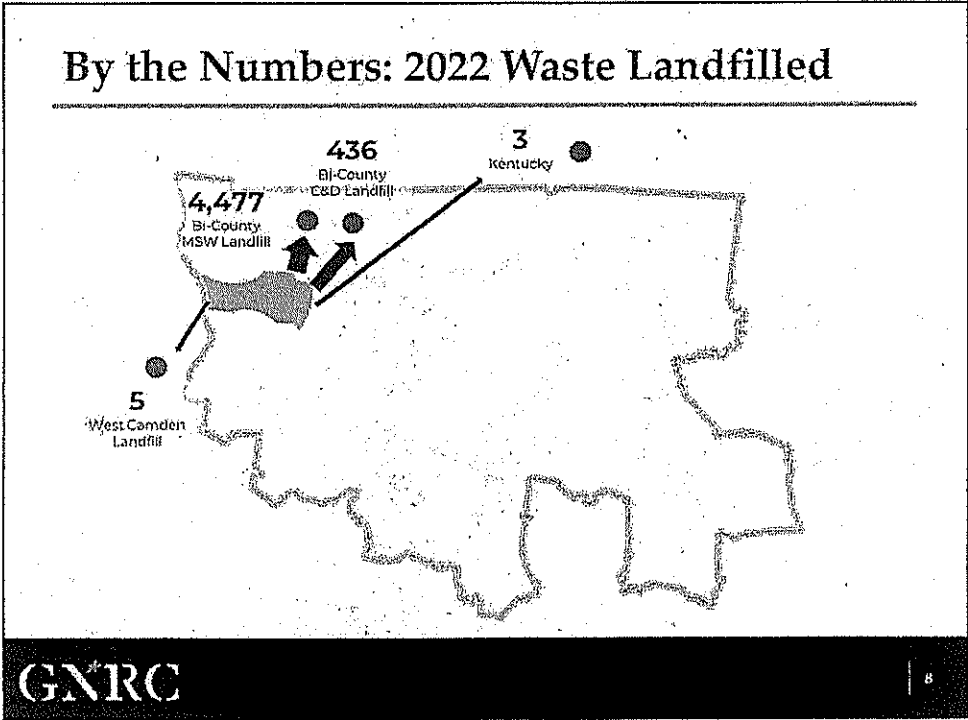 By the Numbers: 2022 Waste Landfilled
3
Kentucky
436
Bi-County
C&D Landfill
4,477
Bi-County
MSW Landfill
5
West Camden
Landfill
GNRC
8